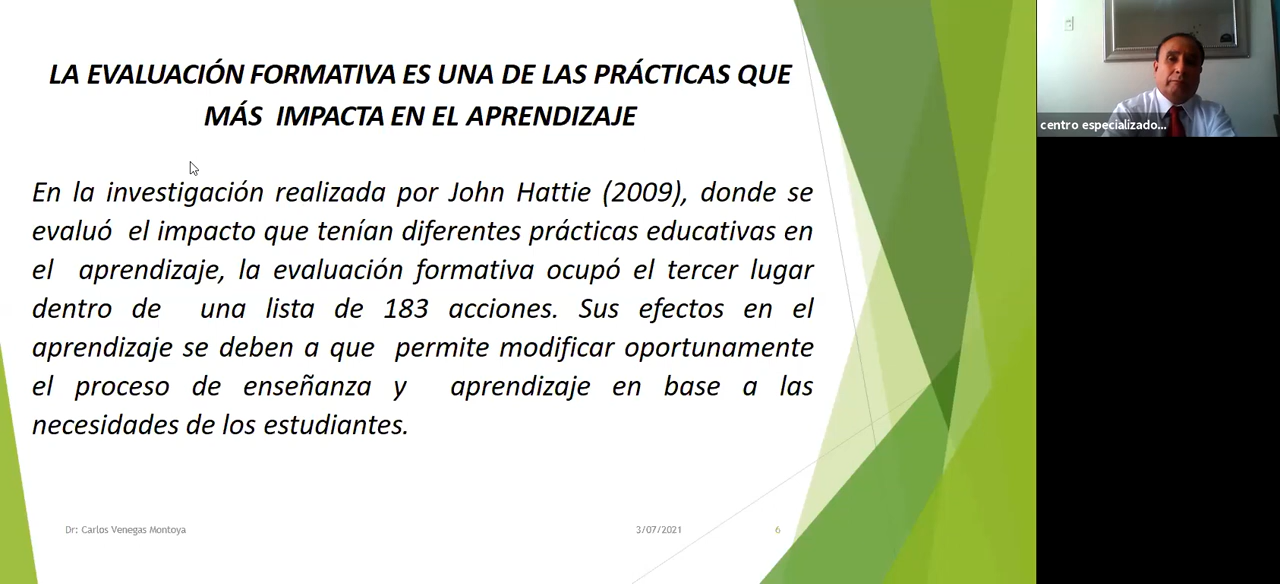 LA EVALUACIÓN FORMATIVA ES UNA DE LAS PRÁCTICAS QUE
MÁS IMPACTA EN EL APRENDIZAJE
En la investigación realizada por John Hattie (2009), donde se
evaluó el impacto que tenían diferentes prácticas educativas en
el aprendizaje, la evaluación formativa ocupó el tercer lugar
dentro de una lista de 183 acciones. Sus efectos en el
aprendizaje se deben a que permite modificar oportunamente
el proceso de enseñanza y aprendizaje en base a las
necesidades de los estudiantes.
Dr: Carlos Venegas Montoya
3/07/2021
6
centro especializado...